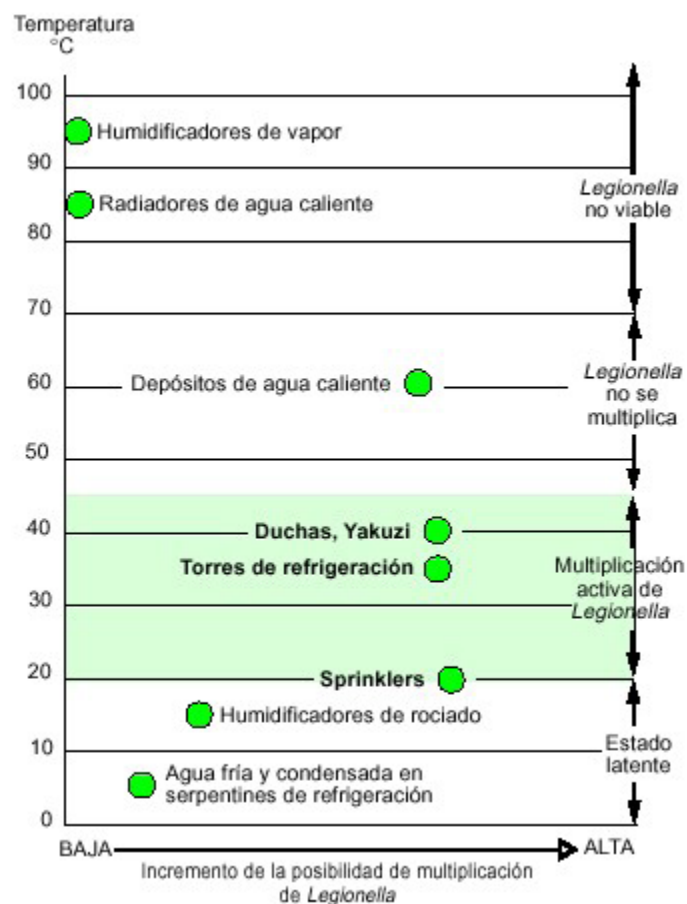 Temperatura
°C
100
Humidificadores de vapor
90
Radiadores de agua caliente
Legionella
no viable
80
70
60
Depósitos de agua caliente
Legionella
no se
multiplica
50
40
Duchas, Yakuzi
Torres de refrigeración
Multiplicación
activa de
Legionella
30
20
Sprinklers
Humidificadores de rociado
10
Estado
latente
Agua fría y condensada en
serpentines de refrigeración
0
BAJA
ALTA
Incremento de la posibilidad de multiplicación
de Legionella